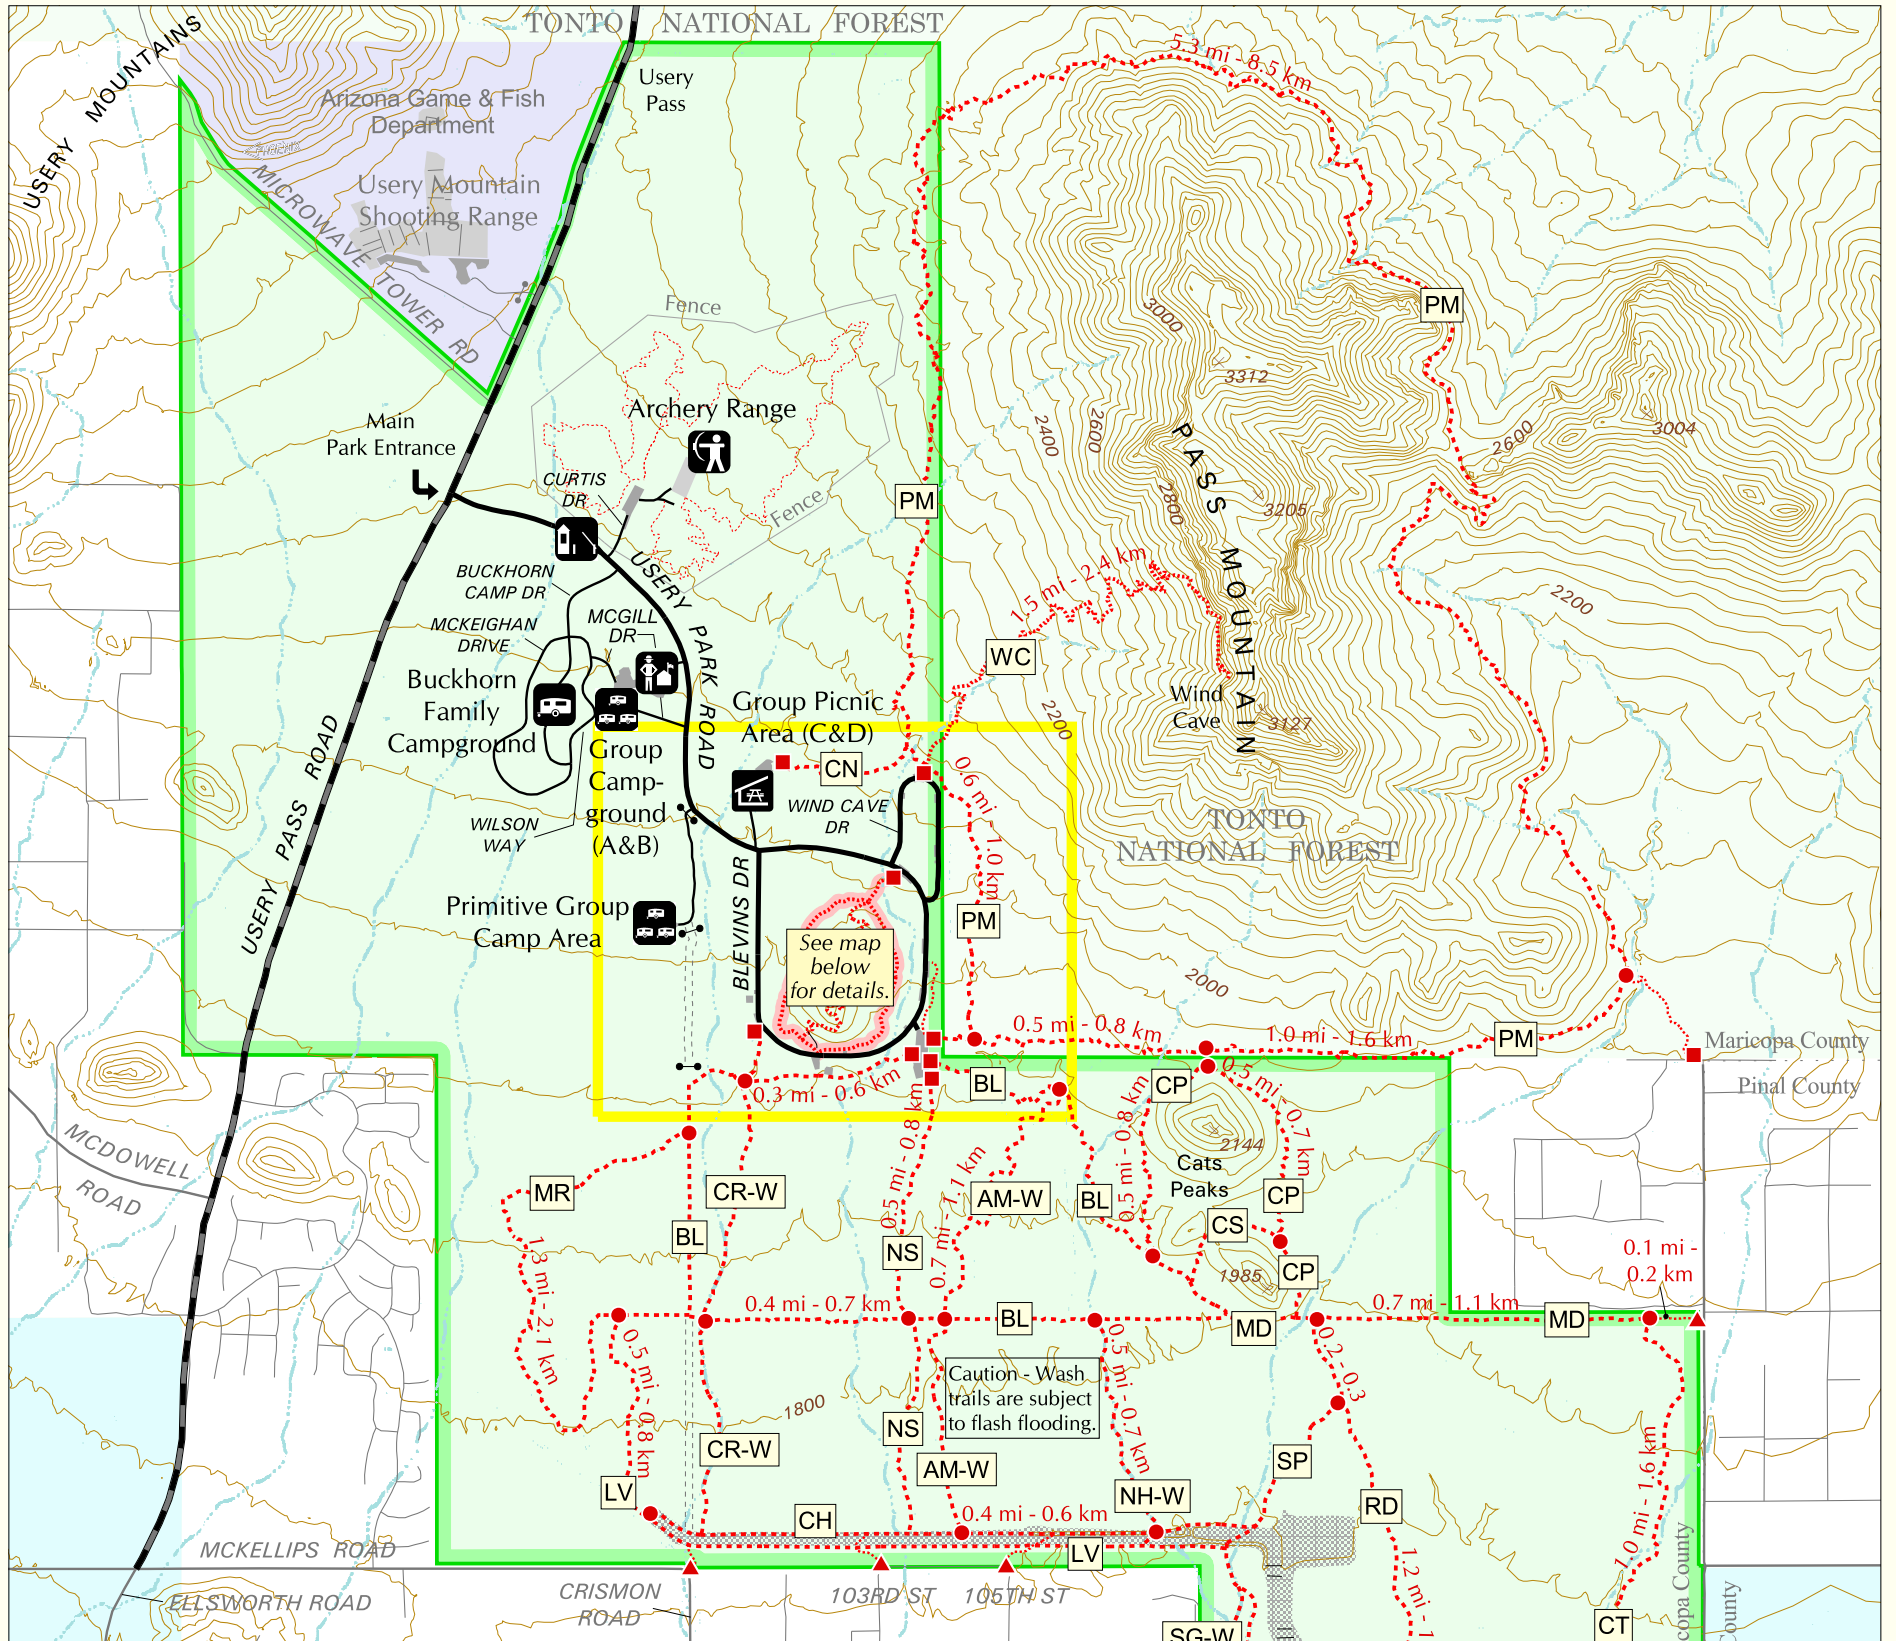 TONTO NATIONAL FOREST
USERY MOUNTAINS
Usery
Pass
Arizona Game & Fish
Department
Usery Mountain
Shooting Range
MICROWAVE TOWER RD
5.3 mi - 8.5 km
PM
Fence
3000
3312
Main
Park Entrance
Archery Range
2400
2600
2600
3004
CURTIS
DR
PM
Fence
2800
3205
PASS MOUNTAIN
BUCKHORN
CAMP DR
USERY PARK ROAD
1.5 mi - 2.4 km
2200
MCKEIGHAN
DRIVE
MCGILL
DR
WC
Buckhorn
Family
Campground
Group Picnic
Area (C&D)
Wind
Cave
2200
3127
Group
Camp-
ground
(A&B)
CN
WILSON
WAY
WIND CAVE
DR
0.6 mi - 1.0 km
TONTO
NATIONAL FOREST
USERY PASS ROAD
BLEVINS DR
Primitive Group
Camp Area
PM
See map
below
for details.
2000
0.5 mi - 0.8 km
1.0 mi - 1.6 km
PM
Maricopa County
Pinal County
0.3 mi - 0.6 km
BL
CP
0.5 mi - 0.7 km
0.5 mi - 0.8 km
2144
Cats
Peaks
MCDOWELL
ROAD
MR
CR-W
0.5 mi - 0.8 km
0.7 mi - 1.1 km
AM-W
BL
CP
CS
BL
NS
1.3 mi - 2.1 km
1985
CP
0.1 mi -
0.2 km
0.4 mi - 0.7 km
BL
MD
0.7 mi - 1.1 km
MD
0.5 mi - 0.8 km
0.5 mi - 0.7 km
0.2 - 0.3
Caution - Wash
trails are subject
to flash flooding.
1800
NS
CR-W
AM-W
SP
1.0 mi - 1.6 km
LV
NH-W
RD
CH
0.4 mi - 0.6 km
LV
MCKELLIPS ROAD
1.2 mi - 1
ELLSWORTH ROAD
CRISMON
ROAD
103RD ST
105TH ST
CT
copa County
County
SG-W